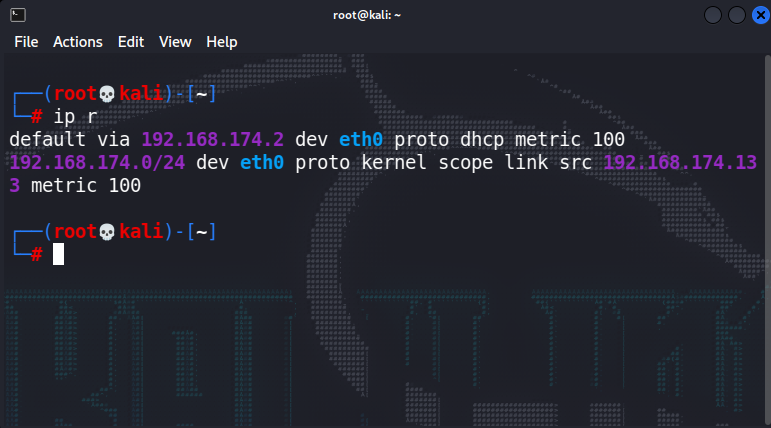 root@kali: ~
File Actions Edit View Help
┌──(root💀kali)-[~]
└─# ip r
default via 192.168.174.2 dev eth0 proto dhcp metric 100
192.168.174.0/24 dev eth0 proto kernel scope link src 192.168.174.13
3 metric 100
┌──(root💀kali)-[~]
└─#